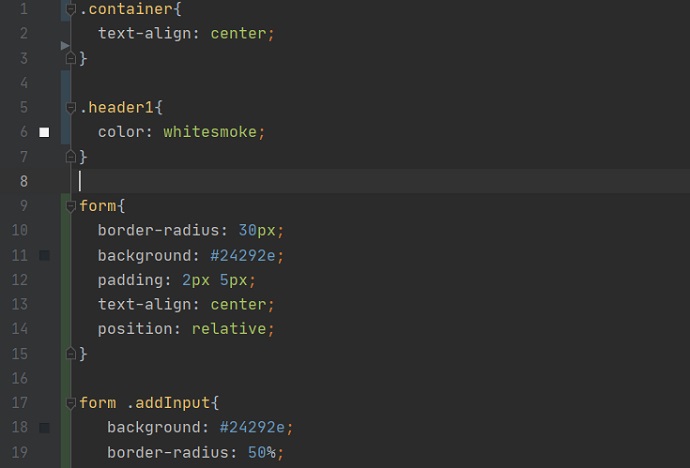 1 .container{
2 text-align: center;
3 }
4
5 .header1{
6 color: whitesmoke;
7 }
8
9 form{
10 border-radius: 30px;
11 background: #24292e;
12 padding: 2px 5px;
13 text-align: center;
14 position: relative;
15 }
16
17 form .addInput{
18 background: #24292e;
19 border-radius: 50%;